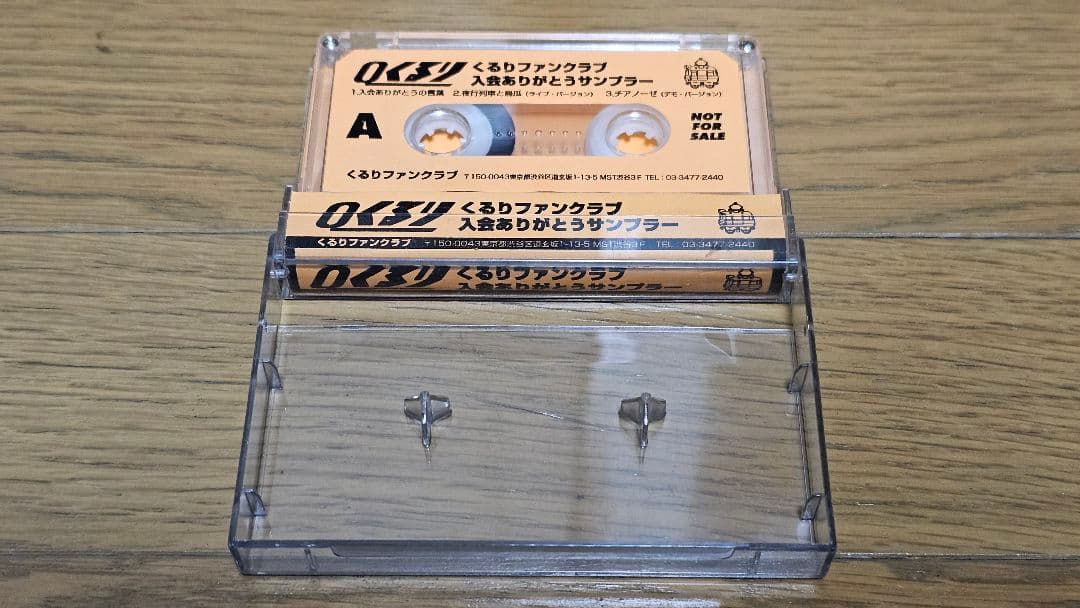 くるり くるりファンクラブ
入会ありがとうサンプラー
1.入会ありがとうの言葉 2.夜行列車と烏瓜 (ライブ・バージョン) 3.チアノーゼ (デモ・バージョン)
A
NOT
FOR
SALE
くるりファンクラブ 〒150-0043東京都渋谷区道玄坂1-13-5 MST渋谷3F TEL : 03-3477-2440
くるり くるりファンクラブ
入会ありがとうサンプラー
くるりファンクラブ 〒150-0043東京都渋谷区道玄坂1-13-5 MST渋谷3F TEL : 03-3477-2440
くるり くるりファンクラブ
入会ありがとうサンプラー